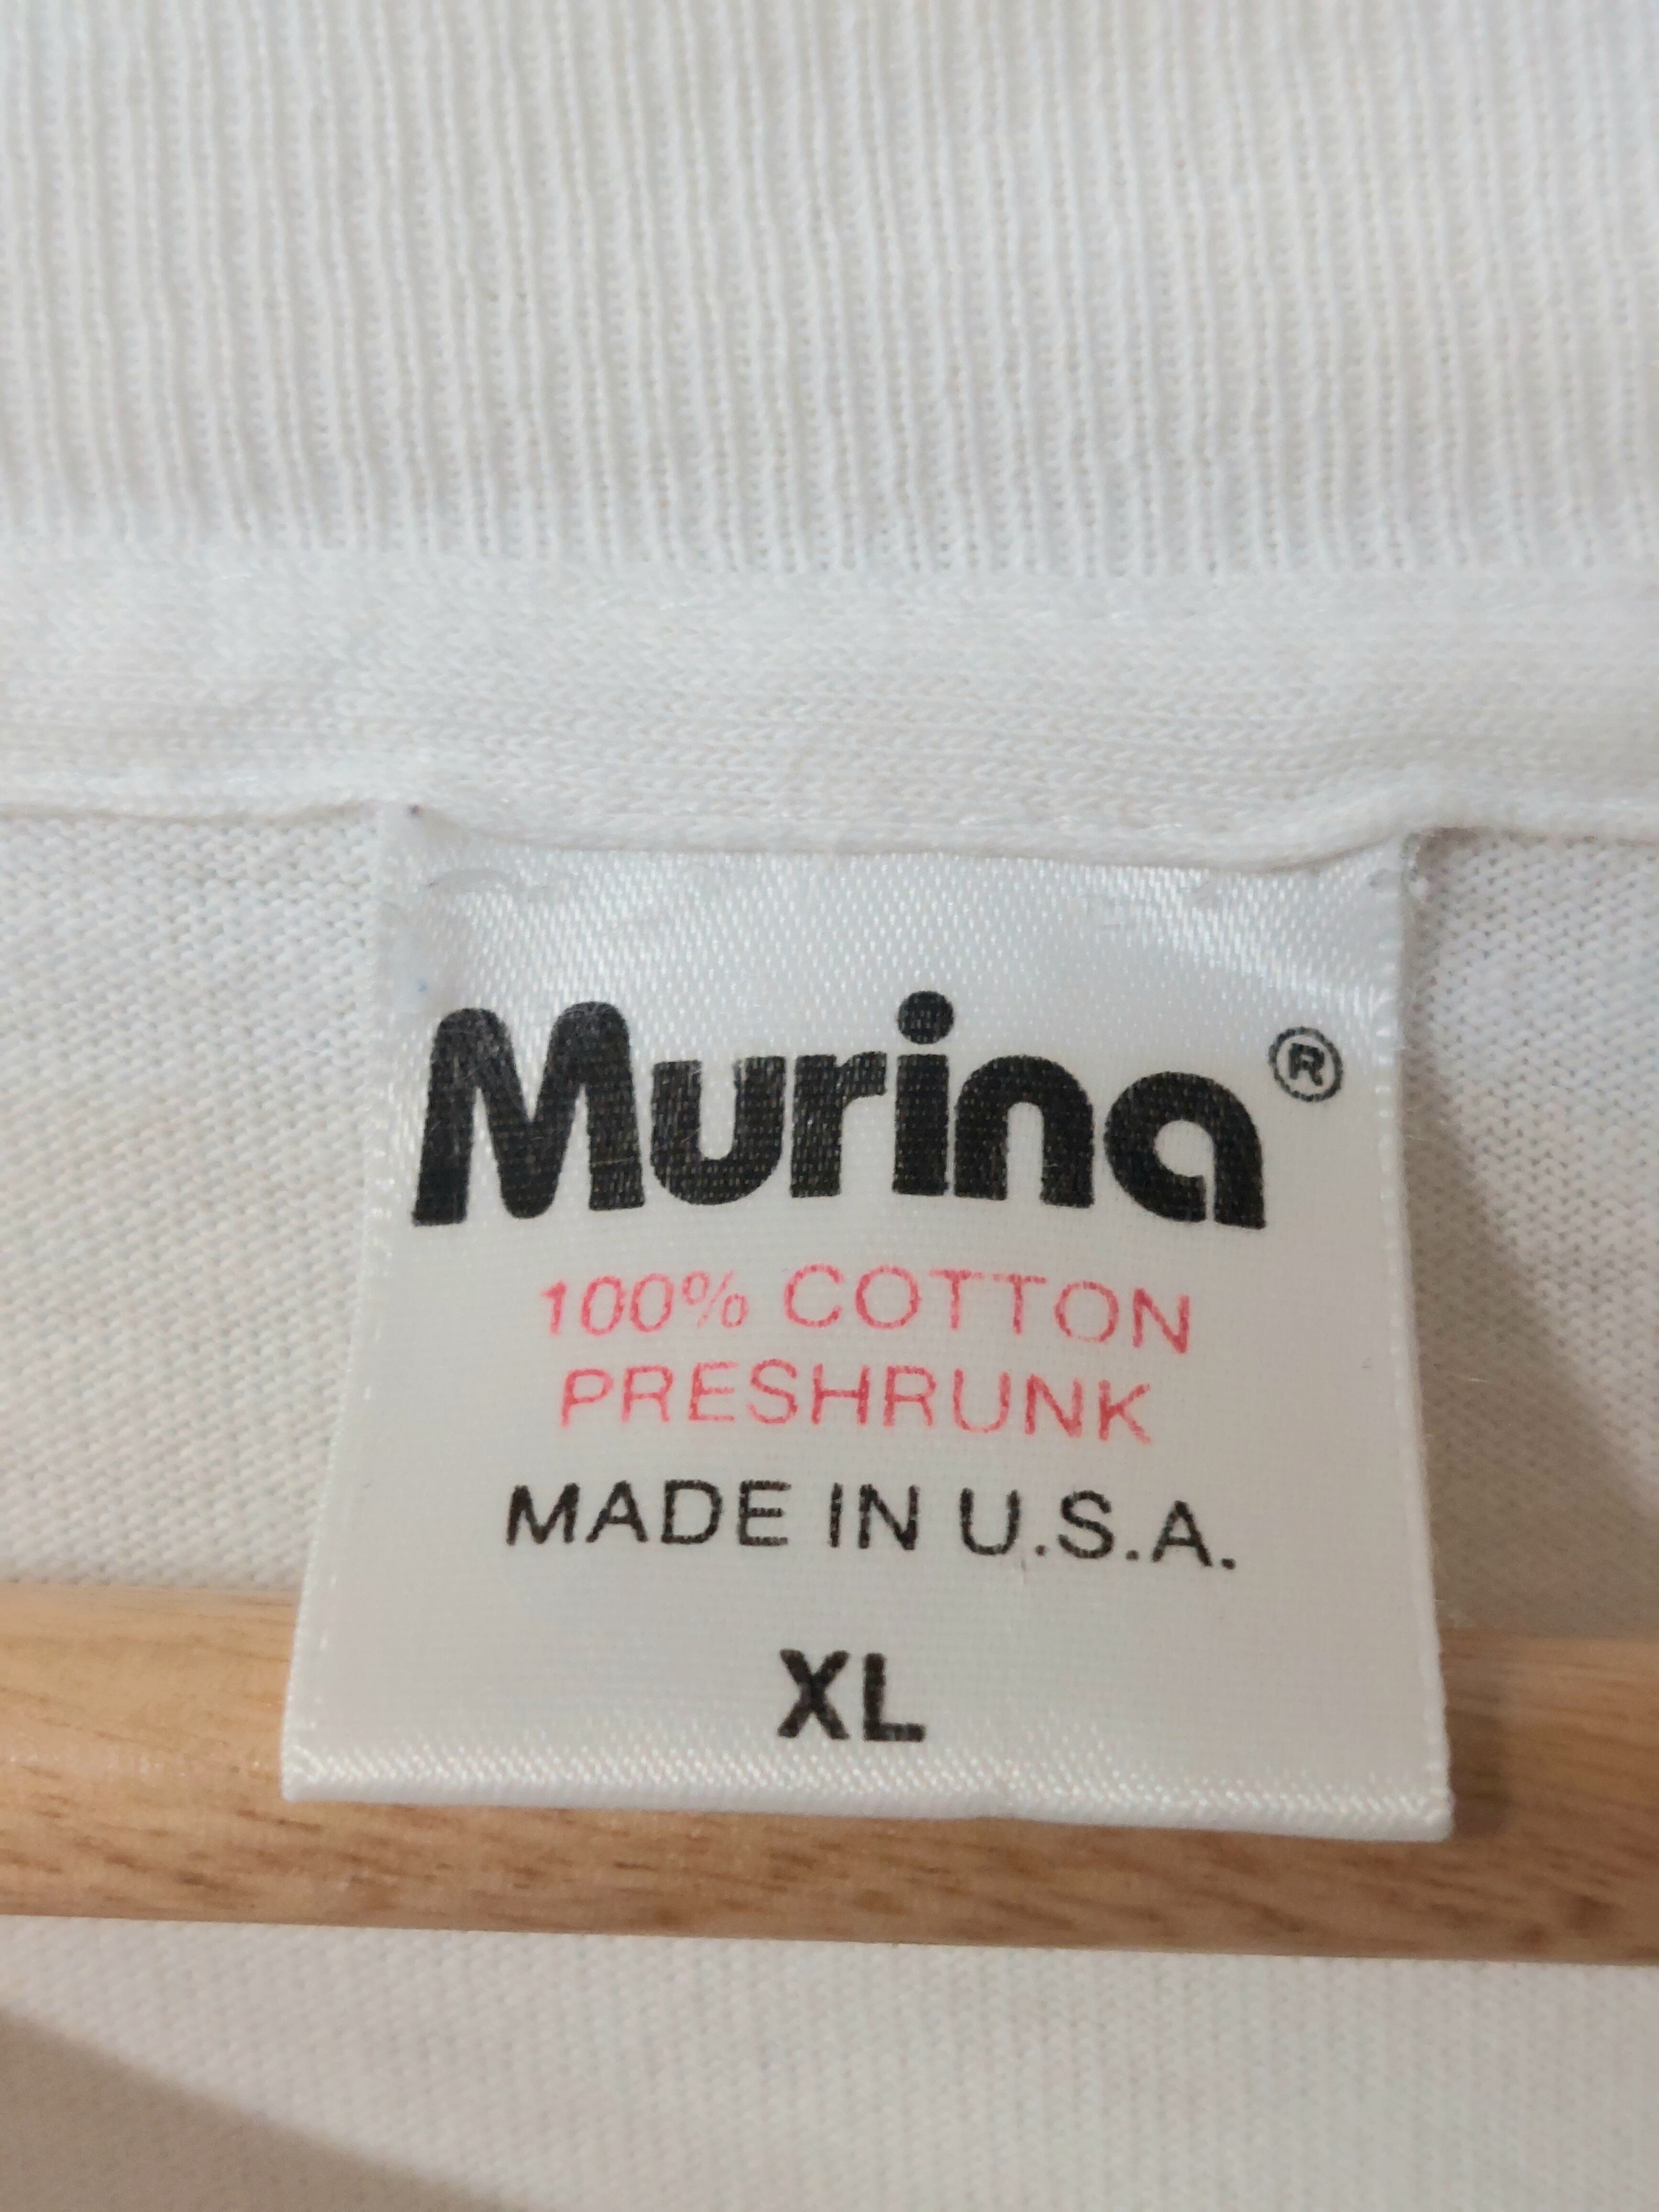 Murina®
100% COTTON
PRESHRUNK
MADE IN U.S.A.
XL